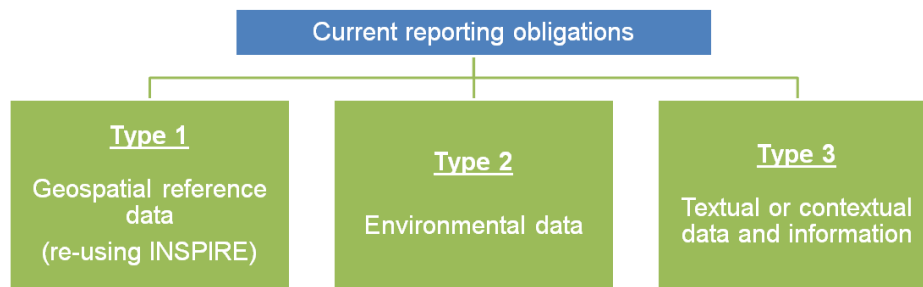 Current reporting obligations
Type 1
Geospatial reference
data
(re-using INSPIRE)
Type 2
Environmental data
Type 3
Textual or contextual
data and information